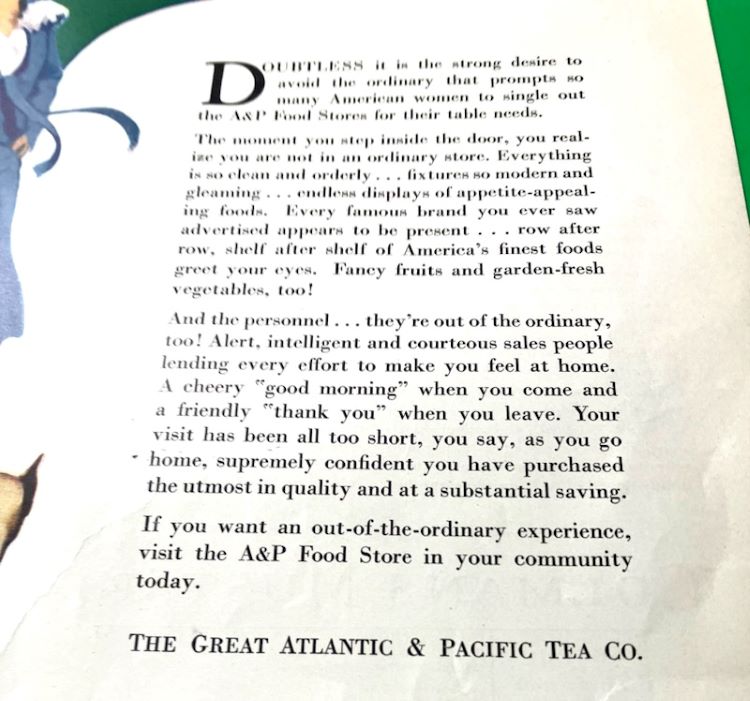 DOUBTLESS it is the strong desire to
avoid the ordinary that prompts so
many American women to single out
the A&P Food Stores for their table needs.
The moment you step inside the door, you real-
ize you are not in an ordinary store. Everything
is so clean and orderly . . . fixtures so modern and
gleaming . . . endless displays of appetite-appeal-
ing foods. Every famous brand you ever saw
advertised appears to be present . . . row after
row, shelf after shelf of America's finest foods
greet your eyes. Fancy fruits and garden-fresh
vegetables, too!
And the personnel . . . they're out of the ordinary,
too! Alert, intelligent and courteous sales people
lending every effort to make you feel at home.
A cheery "good morning" when you come and
a friendly "thank you" when you leave. Your
visit has been all too short, you say, as you go
home, supremely confident you have purchased
the utmost in quality and at a substantial saving.
If you want an out-of-the-ordinary experience,
visit the A&P Food Store in your community
today.
THE GREAT ATLANTIC & PACIFIC TEA CO.